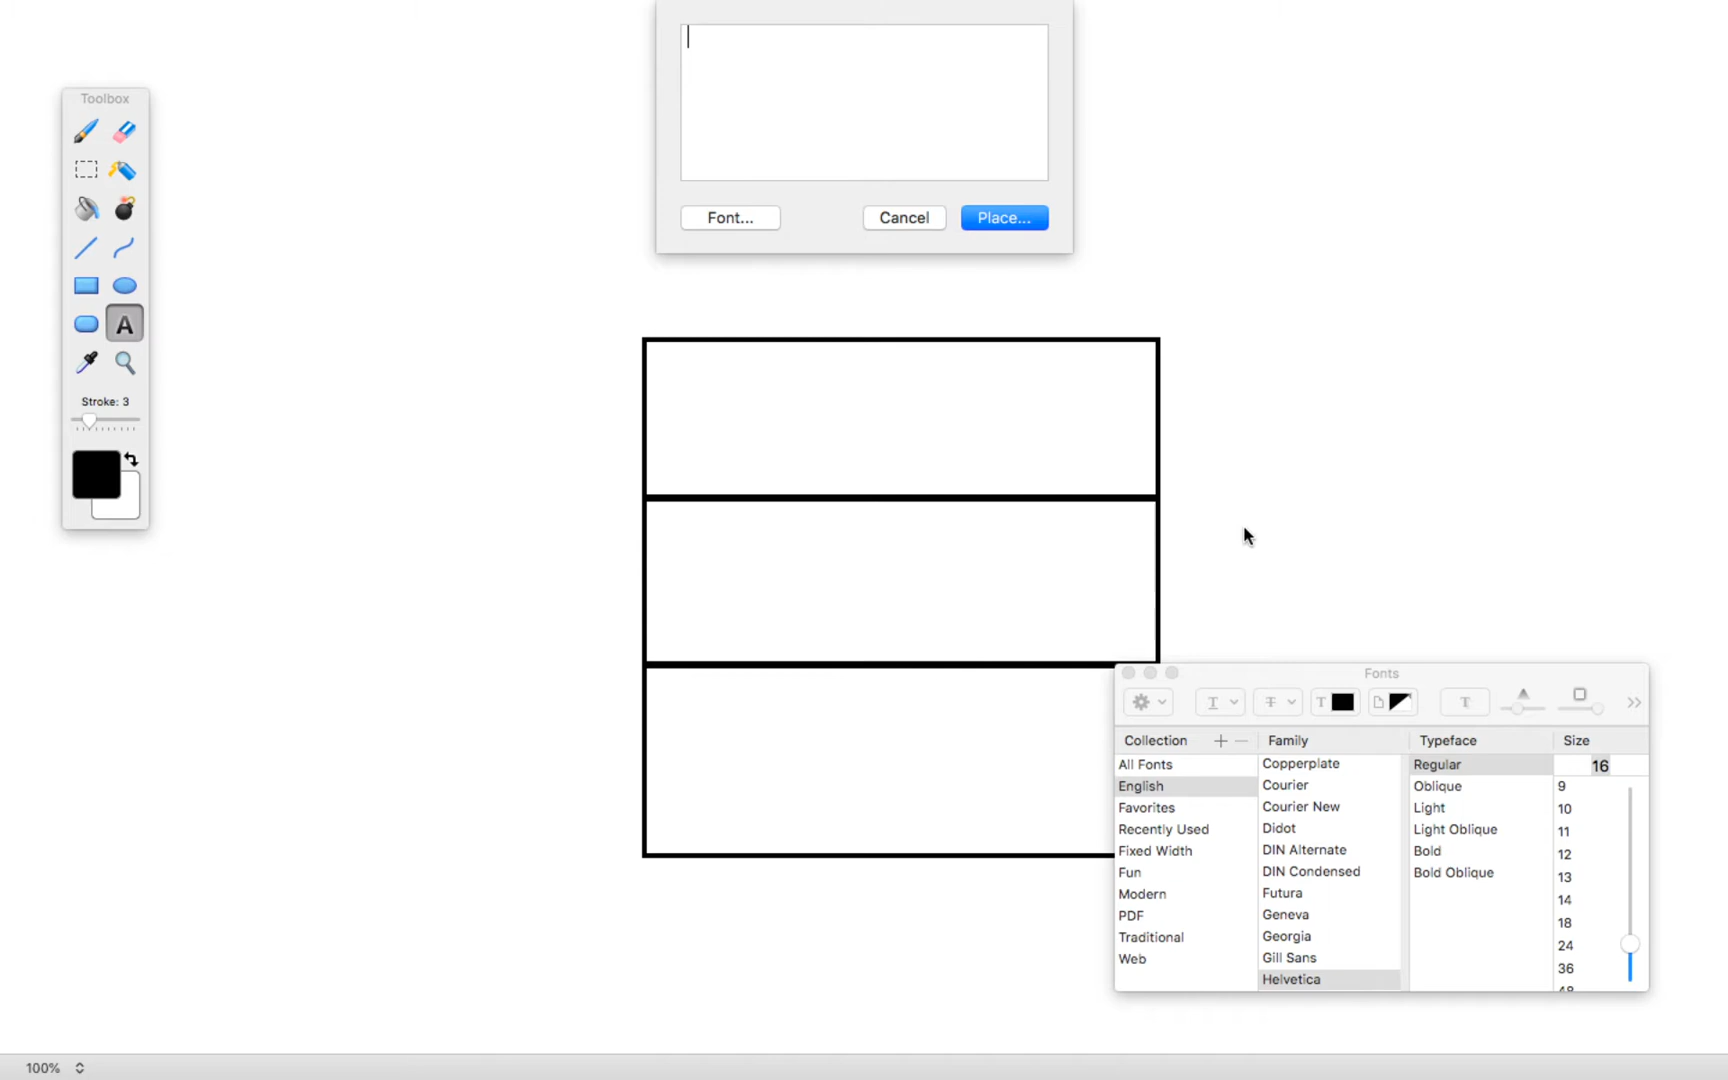 Toolbox
A
Stroke: 3
Font...
Cancel
Place...
Fonts
T
T
T
T
Collection
Family
Typeface
Size
All Fonts
English
Favorites
Recently Used
Fixed Width
Fun
Modern
PDF
Traditional
Web
Copperplate
Courier
Courier New
Didot
DIN Alternate
DIN Condensed
Futura
Geneva
Georgia
Gill Sans
Helvetica
Regular
Oblique
Light
Light Oblique
Bold
Bold Oblique
16
9
10
11
12
13
14
18
24
36
48
100%